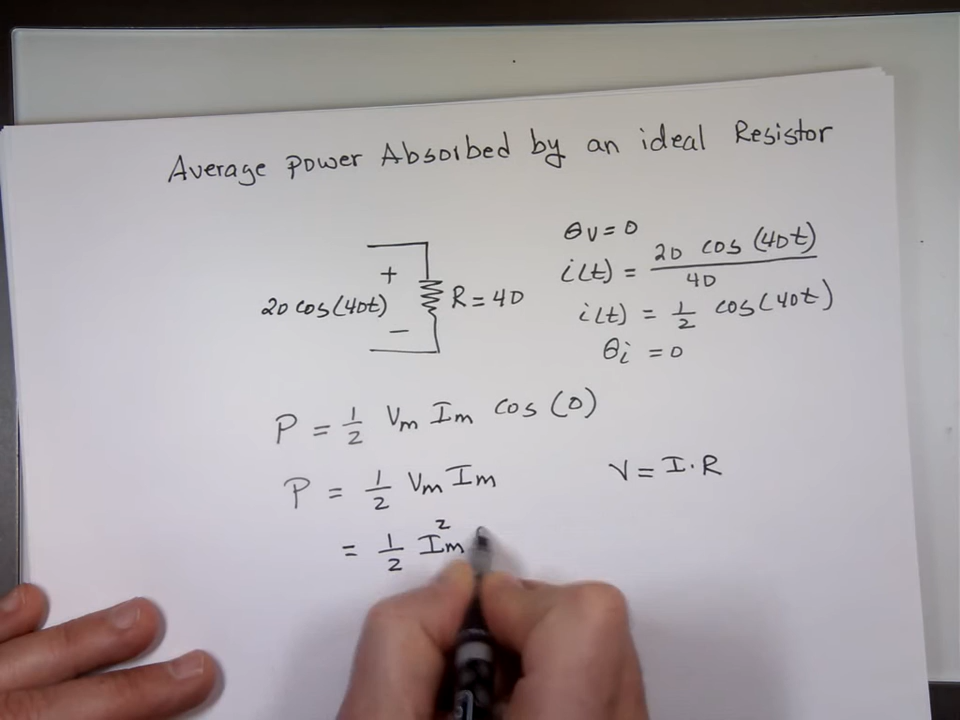 Average power Absorbed by an ideal Resistor
+
20 cos(40t)
−
R = 40
θv = 0
i(t) = 20 cos (40t) / 40
i(t) = 1/2 cos(40t)
θi = 0
P = 1/2 Vm Im cos (0)
P = 1/2 Vm Im
V = I·R
= 1/2 Im²